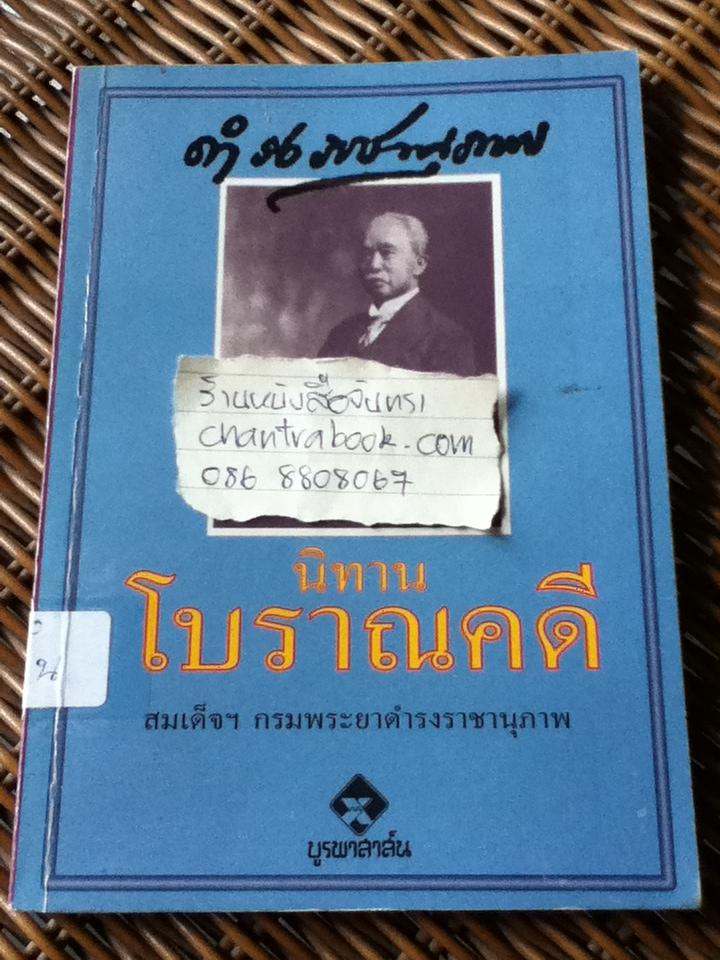 ดำรงราชานุภาพ
ร้านหนังสือจันทรา
chantrabook.com
086 8808067
นิทาน
โบราณคดี
น
สมเด็จฯ กรมพระยาดำรงราชานุภาพ
บูรพาสาส์น